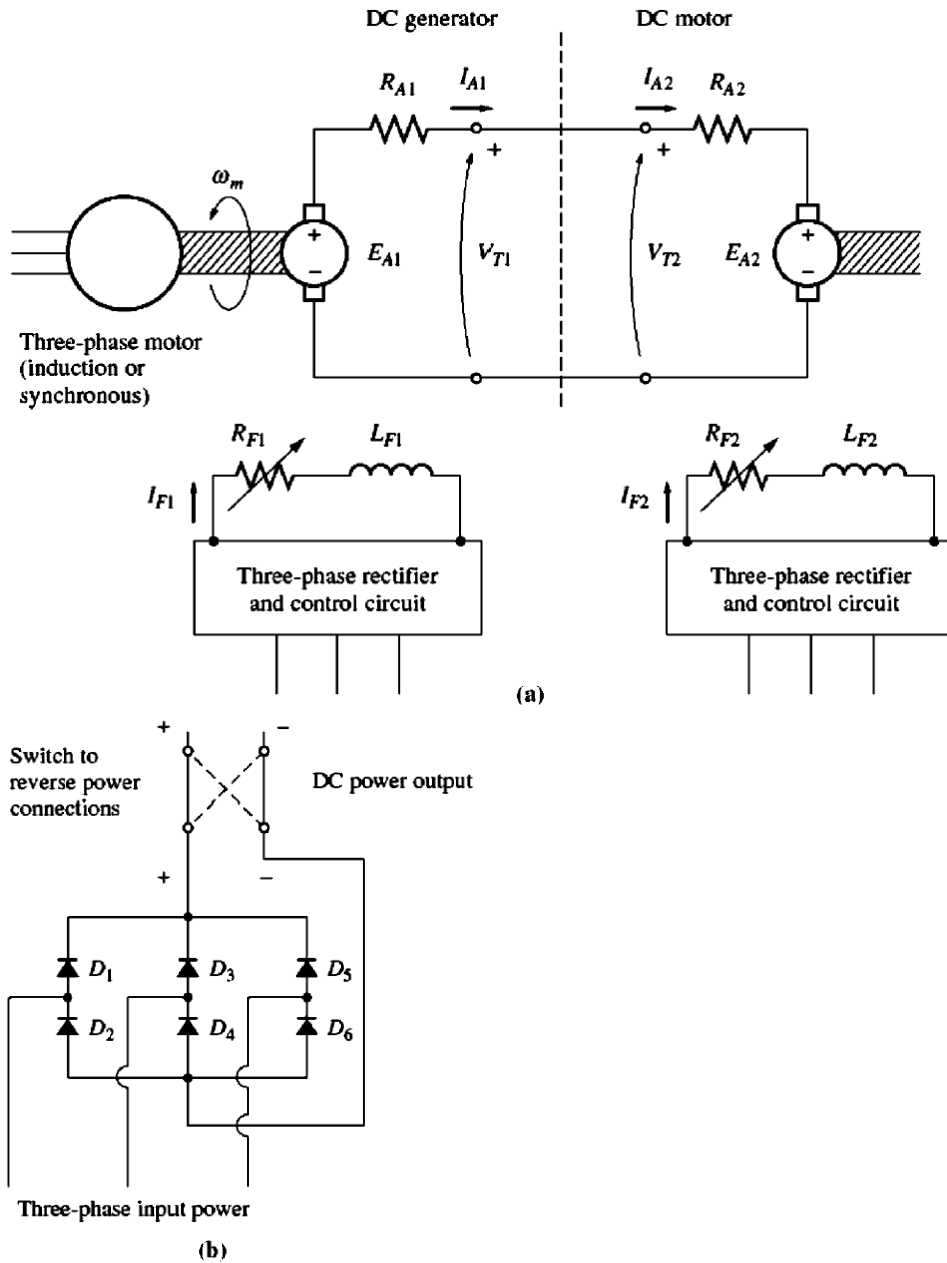 DC generator
DC motor
R_A1
I_A1
I_A2
R_A2
+
+
ω_m
+
−
E_A1
V_T1
V_T2
E_A2
+
−
Three-phase motor
(induction or
synchronous)
R_F1
L_F1
I_F1
Three-phase rectifier
and control circuit
R_F2
L_F2
I_F2
Three-phase rectifier
and control circuit
(a)
+
−
Switch to
reverse power
connections
DC power output
+
−
D_1
D_3
D_5
D_2
D_4
D_6
Three-phase input power
(b)